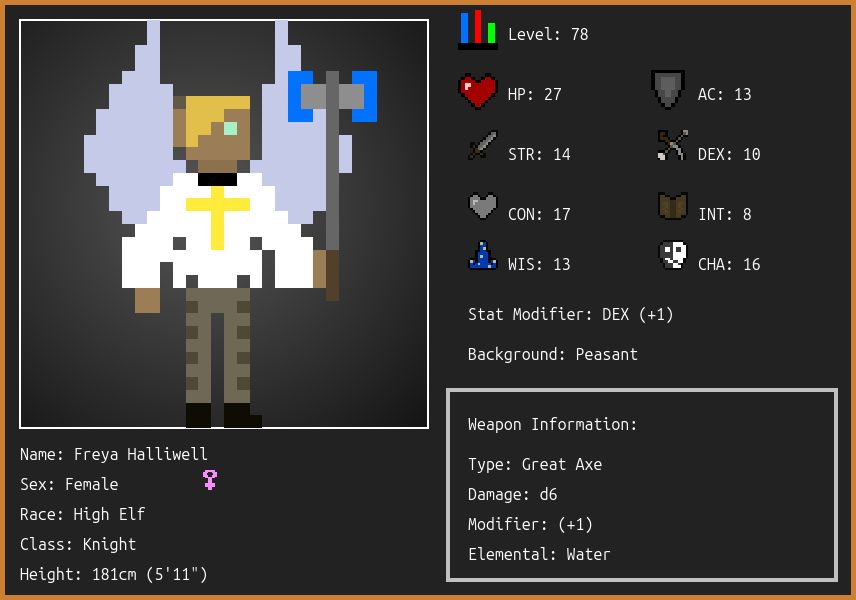 Level: 78
HP: 27
AC: 13
STR: 14
DEX: 10
CON: 17
INT: 8
WIS: 13
CHA: 16
Stat Modifier: DEX (+1)
Background: Peasant
Weapon Information:
Type: Great Axe
Damage: d6
Modifier: (+1)
Elemental: Water
Name: Freya Halliwell
Sex: Female
Race: High Elf
Class: Knight
Height: 181cm (5'11")